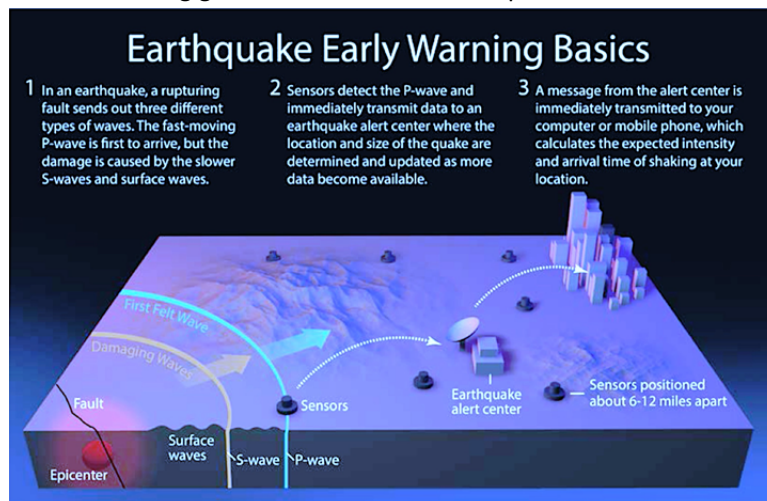 Earthquake Early Warning Basics
1 In an earthquake, a rupturing
fault sends out three different
types of waves. The fast-moving
P-wave is first to arrive, but the
damage is caused by the slower
S-waves and surface waves.
2 Sensors detect the P-wave and
immediately transmit data to an
earthquake alert center where the
location and size of the quake are
determined and updated as more
data become available.
3 A message from the alert center is
immediately transmitted to your
computer or mobile phone, which
calculates the expected intensity
and arrival time of shaking at your
location.
First Felt Wave
Damaging Waves
Fault
Sensors
Earthquake
alert center
Sensors positioned
about 6-12 miles apart
Surface
waves
S-wave
P-wave
Epicenter